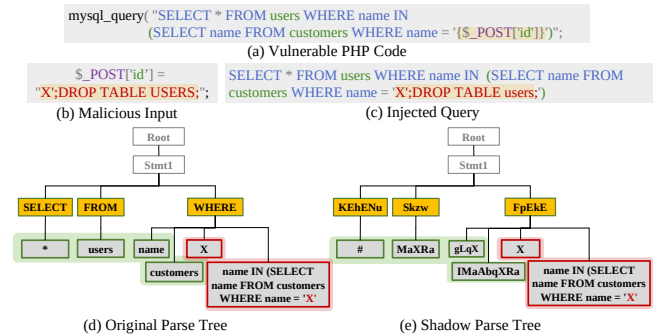 mysql_query( "SELECT * FROM users WHERE name IN
(SELECT name FROM customers WHERE name = '{$_POST['id']}')";
(a) Vulnerable PHP Code
$_POST['id'] =
"X';DROP TABLE USERS;";
(b) Malicious Input
SELECT * FROM users WHERE name IN (SELECT name FROM
customers WHERE name = 'X';DROP TABLE users;')
(c) Injected Query
Root
Stmt1
SELECT FROM WHERE
* users name X
customers
name IN (SELECT
name FROM customers
WHERE name = 'X'
(d) Original Parse Tree
Root
Stmt1
KEhENu Skzw FpEkE
# MaXRa gLqX X
IMaAbqXRa
name IN (SELECT
name FROM customers
WHERE name = 'X'
(e) Shadow Parse Tree